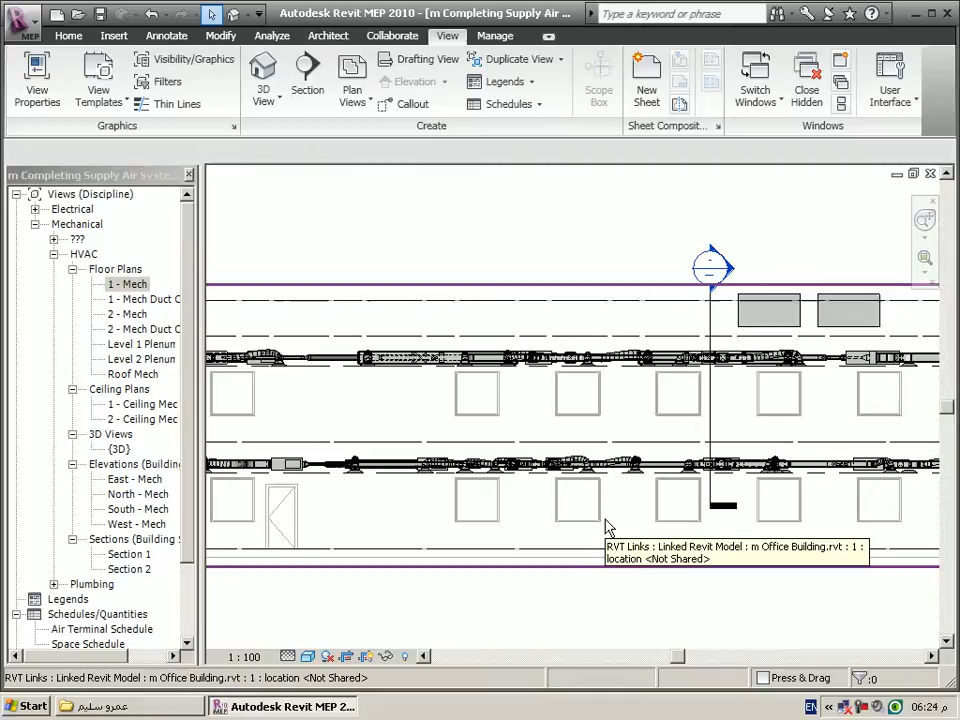 Autodesk Revit MEP 2010 - [m Completing Supply Air ...
Type a keyword or phrase
MEP
Home Insert Annotate Modify Analyze Architect Collaborate View Manage
View Properties
View Templates
Visibility/Graphics
Filters
Thin Lines
3D View
Section
Plan Views
Drafting View
Elevation
Callout
Duplicate View
Legends
Schedules
Scope Box
New Sheet
Switch Windows
Close Hidden
User Interface
Graphics
Create
Sheet Composit...
Windows
m Completing Supply Air Syste...
Views (Discipline)
Electrical
Mechanical
???
HVAC
Floor Plans
1 - Mech
1 - Mech Duct C
2 - Mech
2 - Mech Duct C
Level 1 Plenum
Level 2 Plenum
Roof Mech
Ceiling Plans
1 - Ceiling Mec
2 - Ceiling Mec
3D Views
{3D}
Elevations (Building
East - Mech
North - Mech
South - Mech
West - Mech
Sections (Building
Section 1
Section 2
Plumbing
Legends
Schedules/Quantities
Air Terminal Schedule
Space Schedule
RVT Links : Linked Revit Model : m Office Building.rvt : 1 :
location <Not Shared>
1 : 100
RVT Links : Linked Revit Model : m Office Building.rvt : 1 : location <Not Shared>
Press & Drag
:0
Start
عمرو سليم
Autodesk Revit MEP 2...
EN
«
06:24 م